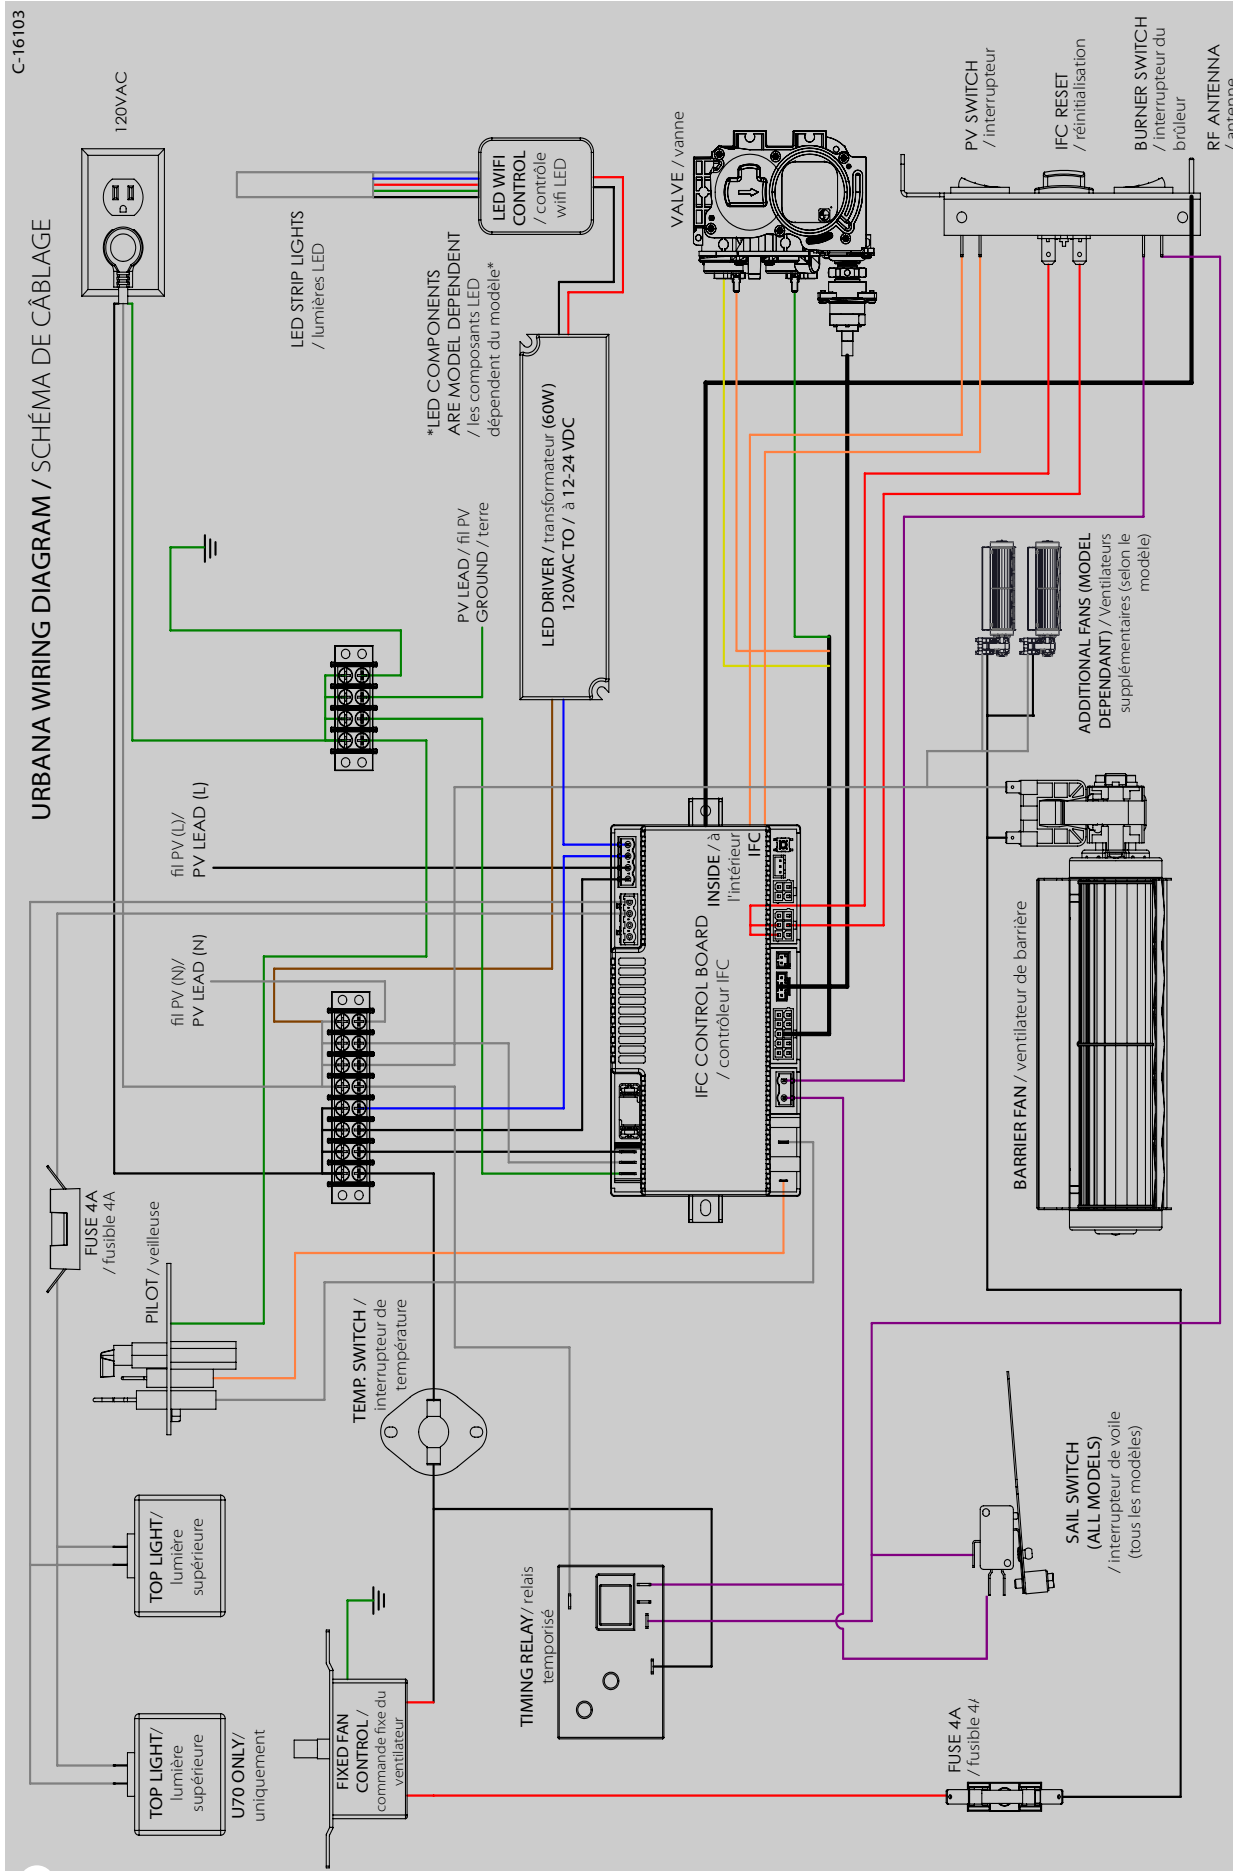 C-16103
URBANA WIRING DIAGRAM / SCHÉMA DE CÂBLAGE
120VAC
LED STRIP LIGHTS
/ lumières LED
LED WIFI
CONTROL
/ contrôle
wifi LED
*LED COMPONENTS
ARE MODEL DEPENDENT
/ les composants LED
dépendent du modèle*
LED DRIVER / transformateur (60W)
120VAC TO / à 12-24 VDC
PV LEAD / fil PV
GROUND / terre
fil PV (L)/
PV LEAD (L)
fil PV (N)/
PV LEAD (N)
VALVE / vanne
PV SWITCH
/ interrupteur
IFC RESET
/ réinitialisation
BURNER SWITCH
/ interrupteur du
brûleur
RF ANTENNA
/ antenne
IFC CONTROL BOARD
/ contrôleur IFC
INSIDE / à
l'intérieur
IFC
ADDITIONAL FANS (MODEL
DEPENDANT) / Ventilateurs
supplémentaires (selon le
modèle)
BARRIER FAN / ventilateur de barrière
FUSE 4A
/ fusible 4A
PILOT / veilleuse
TEMP. SWITCH /
interrupteur de
température
TOP LIGHT/
lumière
supérieure
TOP LIGHT/
lumière
supérieure
U70 ONLY/
uniquement
FIXED FAN
CONTROL /
commande fixe du
ventilateur
TIMING RELAY/ relais
temporisé
SAIL SWITCH
(ALL MODELS)
/ interrupteur de voile
(tous les modèles)
FUSE 4A
/ fusible 4